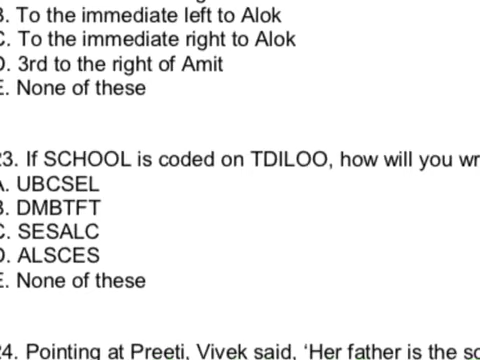 B. To the immediate left to Alok
C. To the immediate right to Alok
D. 3rd to the right of Amit
E. None of these
23. If SCHOOL is coded on TDILOO, how will you
A. UBCSEL
B. DMBTFT
C. SESALC
D. ALSCES
E. None of these
24. Pointing at Preeti, Vivek said, ‘Her father is the